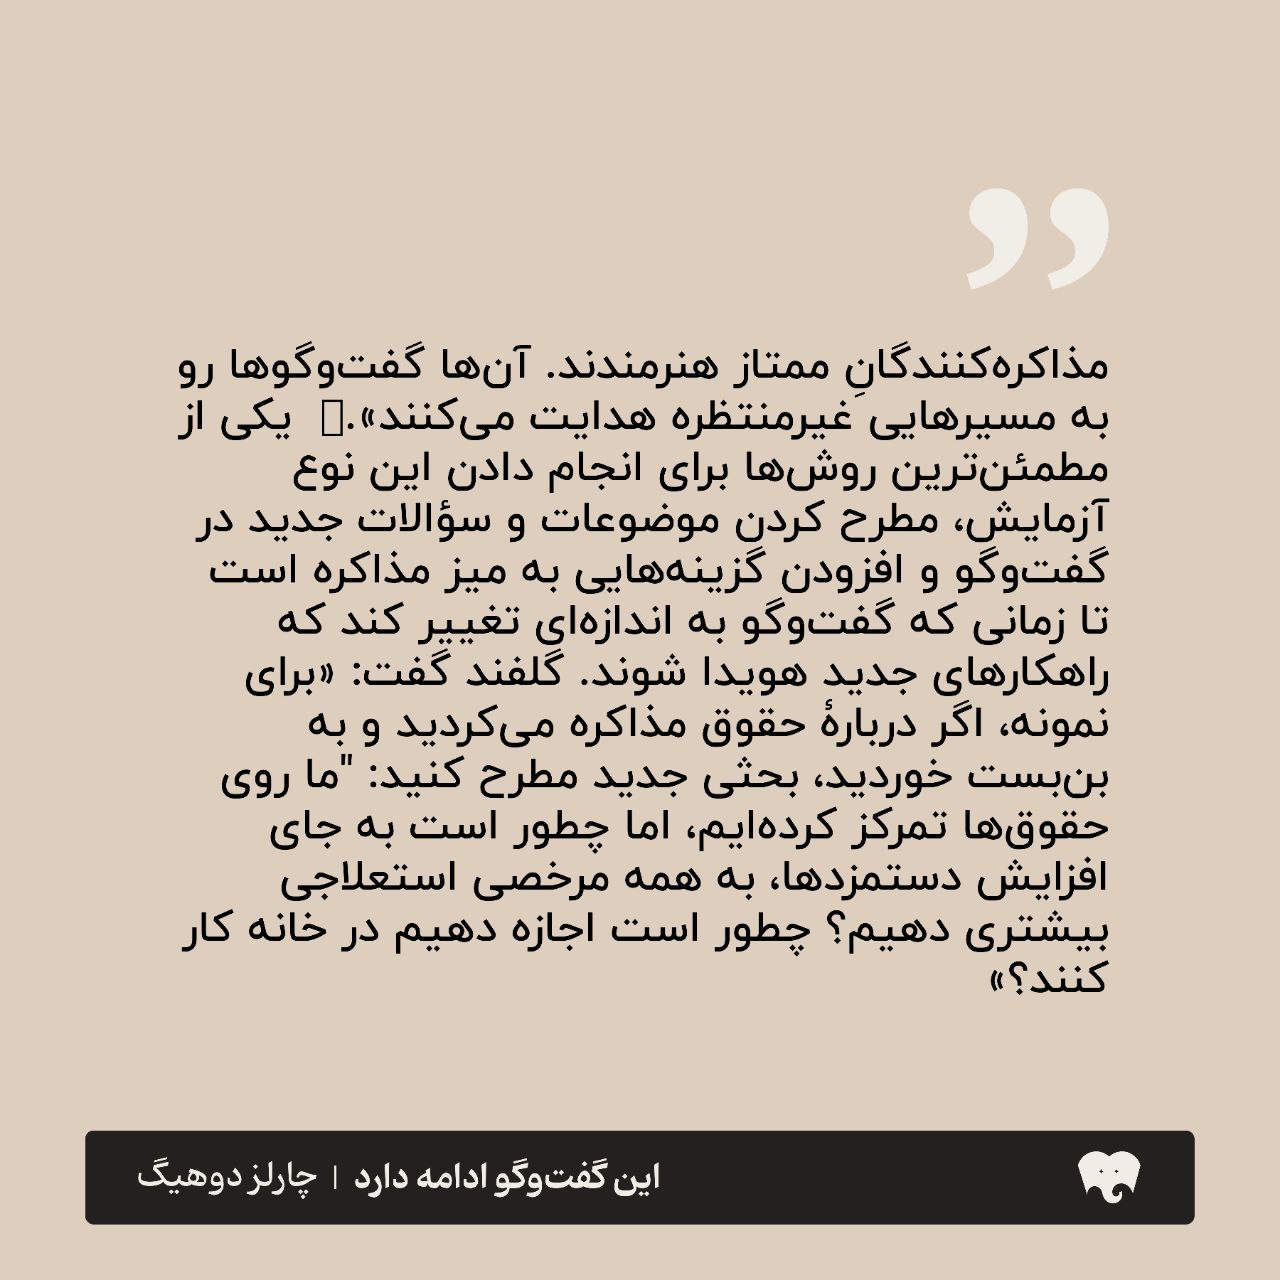 مذاکره‌کنندگانِ ممتاز هنرمندند. آن‌ها گفت‌وگوها رو
به مسیرهایی غیرمنتظره هدایت می‌کنند».▯ یکی از
مطمئن‌ترین روش‌ها برای انجام دادن این نوع
آزمایش، مطرح کردن موضوعات و سؤالات جدید در
گفت‌وگو و افزودن گزینه‌هایی به میز مذاکره است
تا زمانی که گفت‌وگو به اندازه‌ای تغییر کند که
راهکارهای جدید هویدا شوند. گلفند گفت: «برای
نمونه، اگر دربارهٔ حقوق مذاکره می‌کردید و به
بن‌بست خوردید، بحثی جدید مطرح کنید: "ما روی
حقوق‌ها تمرکز کرده‌ایم، اما چطور است به جای
افزایش دستمزدها، به همه مرخصی استعلاجی
بیشتری دهیم؟ چطور است اجازه دهیم در خانه کار
کنند؟»
این گفت‌وگو ادامه دارد | چارلز دوهیگ